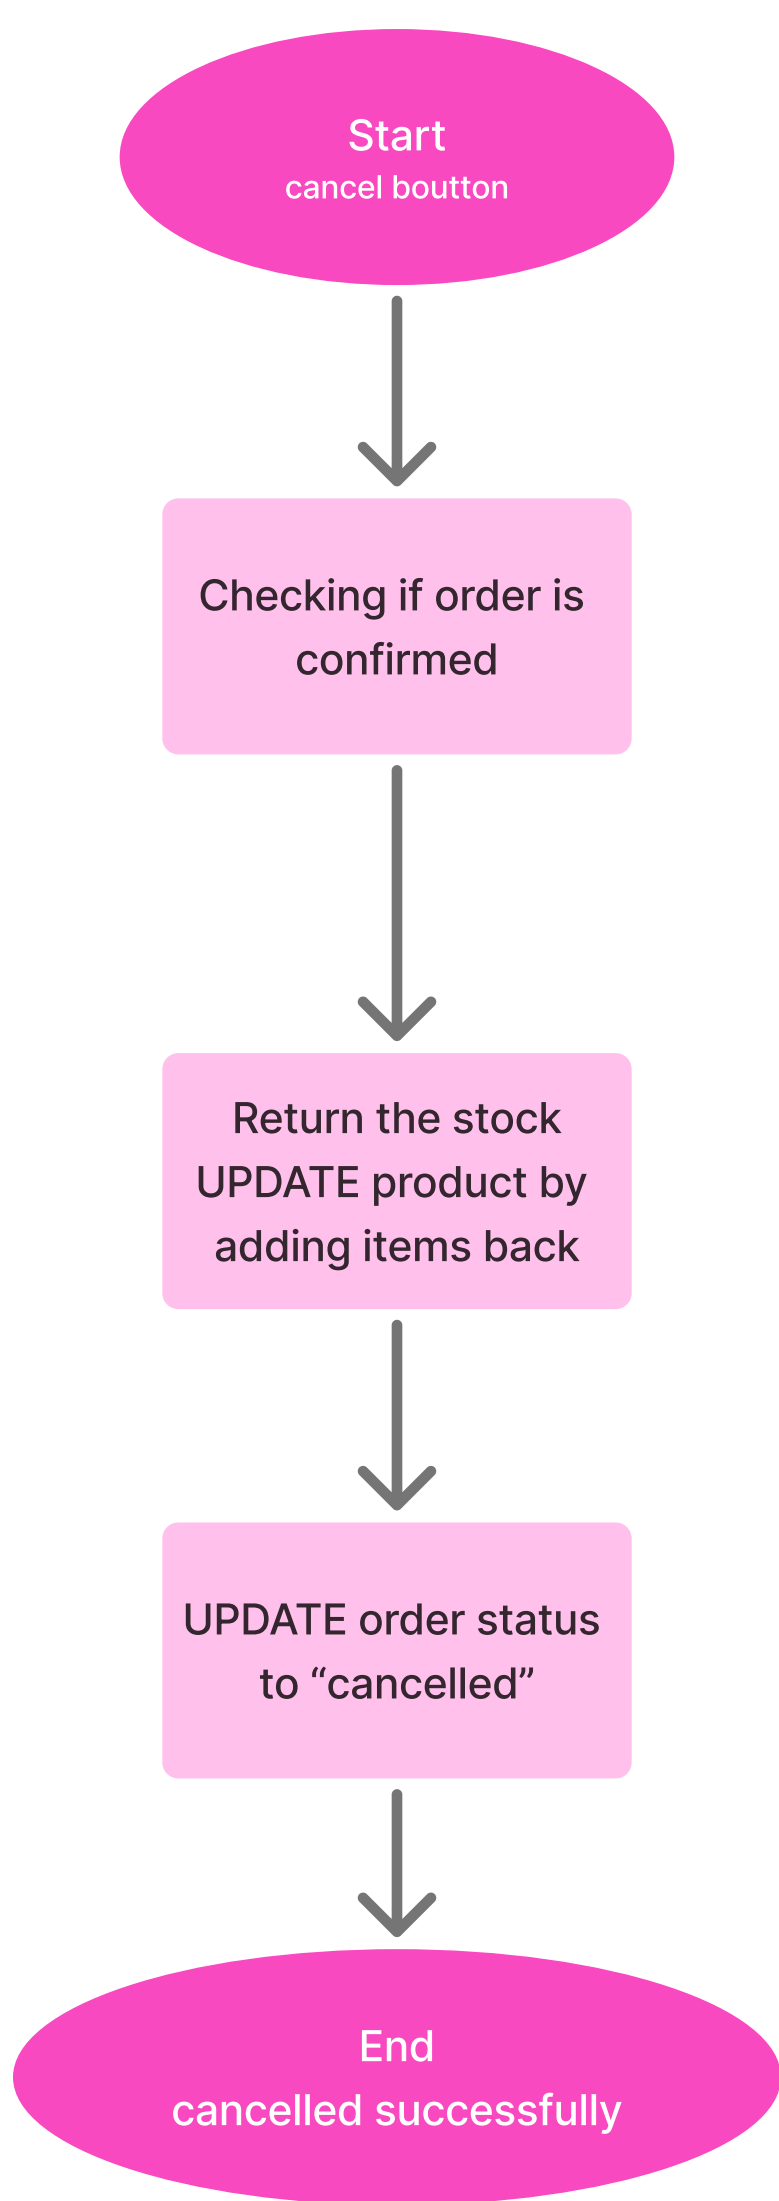 Start
cancel boutton
Checking if order is
confirmed
Return the stock
UPDATE product by
adding items back
UPDATE order status
to “cancelled”
End
cancelled successfully